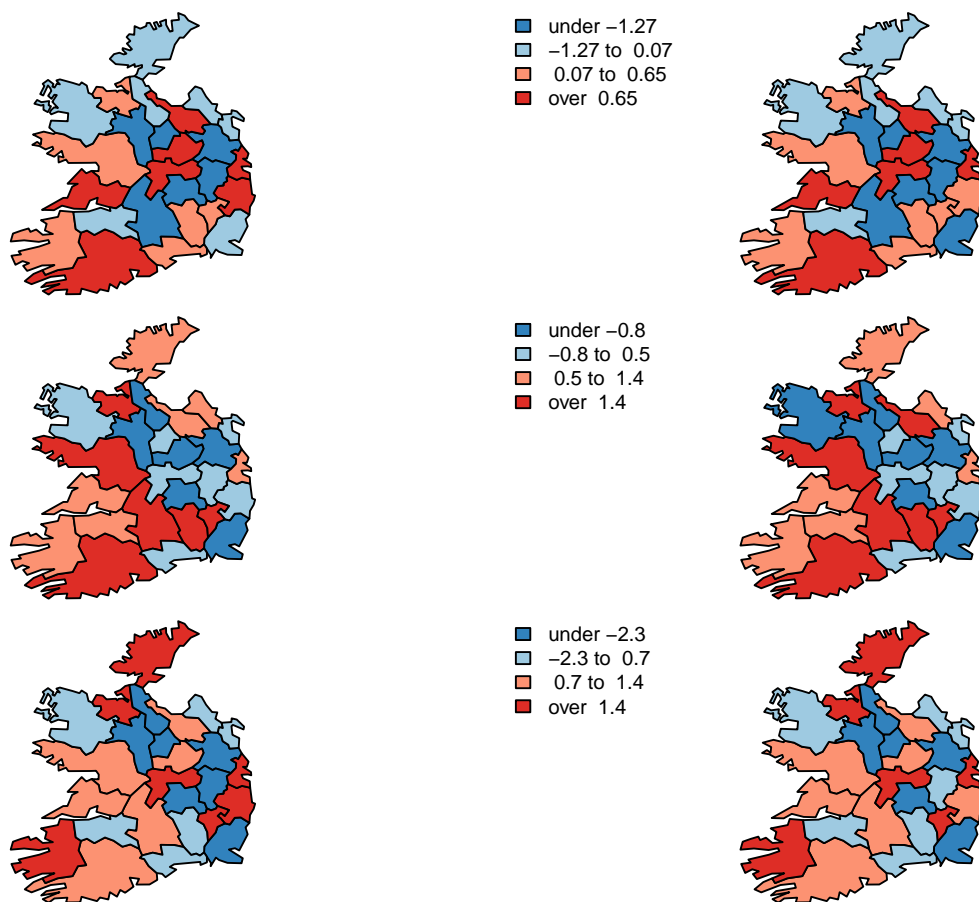 under −1.27
−1.27 to 0.07
0.07 to 0.65
over 0.65
under −0.8
−0.8 to 0.5
0.5 to 1.4
over 1.4
under −2.3
−2.3 to 0.7
0.7 to 1.4
over 1.4